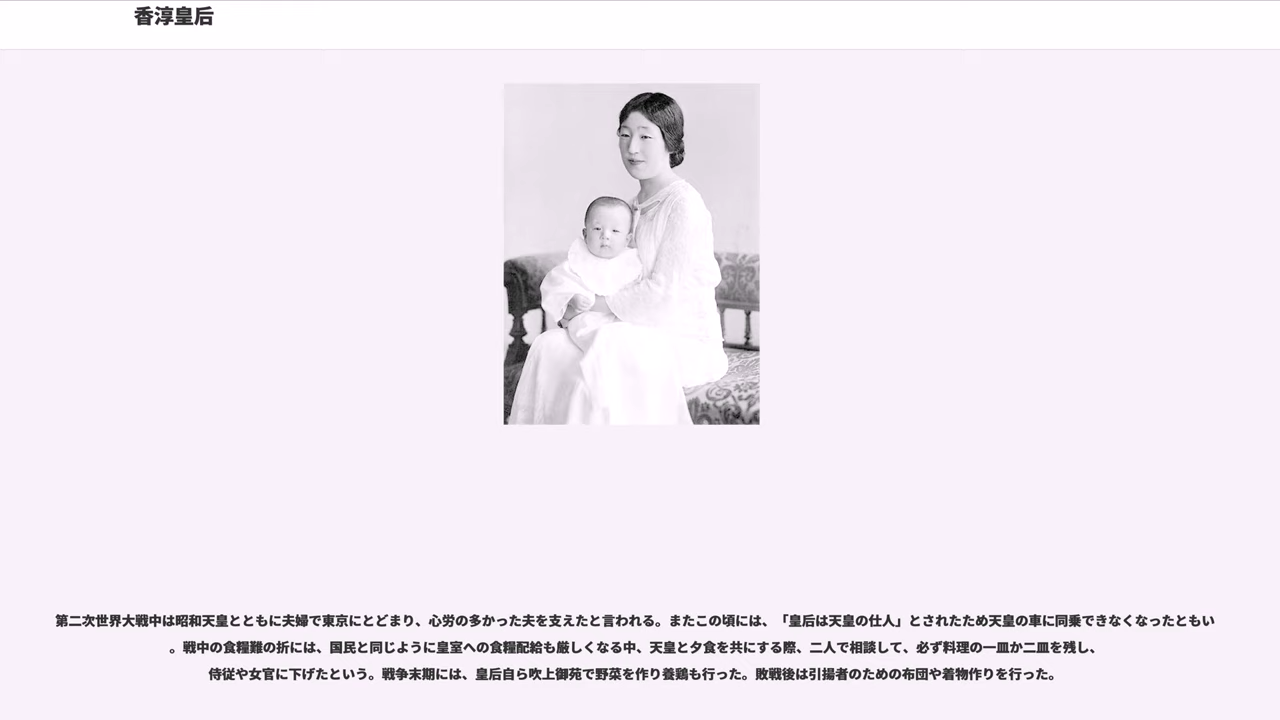 香淳皇后
第二次世界大戦中は昭和天皇とともに夫婦で東京にとどまり、心労の多かった夫を支えたと言われる。またこの頃には、「皇后は天皇の仕人」とされたため天皇の車に同乗できなくなったともい
。戦中の食糧難の折には、国民と同じように皇室への食糧配給も厳しくなる中、天皇と夕食を共にする際、二人で相談して、必ず料理の一皿か二皿を残し、
侍従や女官に下げたという。戦争末期には、皇后自ら吹上御苑で野菜を作り養鶏も行った。敗戦後は引揚者のための布団や着物作りを行った。